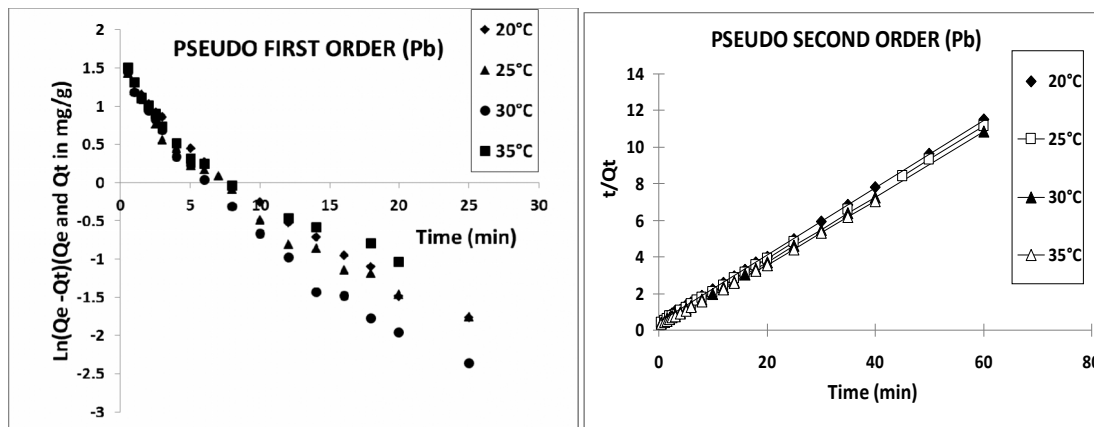 PSEUDO FIRST ORDER (Pb)
Ln(Qe -Qt)(Qe and Qt in mg/g)
2
1.5
1
0.5
0
-0.5
-1
-1.5
-2
-2.5
-3
0
5
10
15
20
25
30
Time (min)
20°C
25°C
30°C
35°C
PSEUDO SECOND ORDER (Pb)
t/Qt
14
12
10
8
6
4
2
0
0
20
40
60
80
Time (min)
20°C
25°C
30°C
35°C